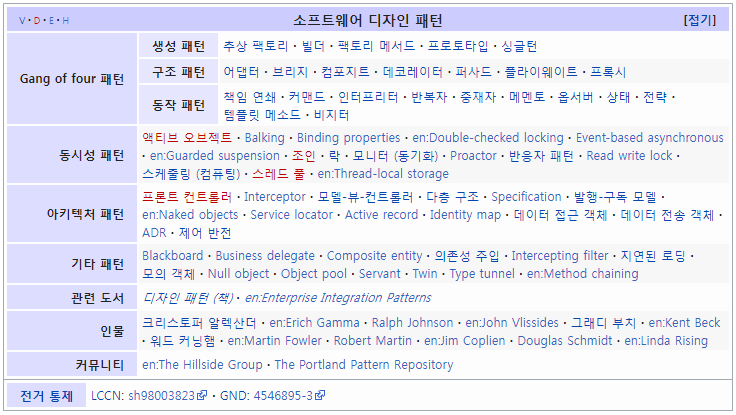 V · D · E · H 소프트웨어 디자인 패턴 [접기]
Gang of four 패턴
생성 패턴 추상 팩토리 · 빌더 · 팩토리 메서드 · 프로토타입 · 싱글턴
구조 패턴 어댑터 · 브리지 · 컴포지트 · 데코레이터 · 퍼사드 · 플라이웨이트 · 프록시
동작 패턴 책임 연쇄 · 커맨드 · 인터프리터 · 반복자 · 중재자 · 메멘토 · 옵서버 · 상태 · 전략 ·
템플릿 메소드 · 비지터
동시성 패턴 액티브 오브젝트 · Balking · Binding properties · en:Double-checked locking · Event-based asynchronous
· en:Guarded suspension · 조인 · 락 · 모니터 (동기화) · Proactor · 반응자 패턴 · Read write lock ·
스케줄링 (컴퓨팅) · 스레드 풀 · en:Thread-local storage
아키텍처 패턴 프론트 컨트롤러 · Interceptor · 모델-뷰-컨트롤러 · 다층 구조 · Specification · 발행-구독 모델 ·
en:Naked objects · Service locator · Active record · Identity map · 데이터 접근 객체 · 데이터 전송 객체 ·
ADR · 제어 반전
기타 패턴 Blackboard · Business delegate · Composite entity · 의존성 주입 · Intercepting filter · 지연된 로딩 ·
모의 객체 · Null object · Object pool · Servant · Twin · Type tunnel · en:Method chaining
관련 도서 디자인 패턴 (책) · en:Enterprise Integration Patterns
인물 크리스토퍼 알렉산더 · en:Erich Gamma · Ralph Johnson · en:John Vlissides · 그래디 부치 · en:Kent Beck
· 워드 커닝햄 · en:Martin Fowler · Robert Martin · en:Jim Coplien · Douglas Schmidt · en:Linda Rising
커뮤니티 en:The Hillside Group · The Portland Pattern Repository
전거 통제 LCCN: sh98003823 · GND: 4546895-3